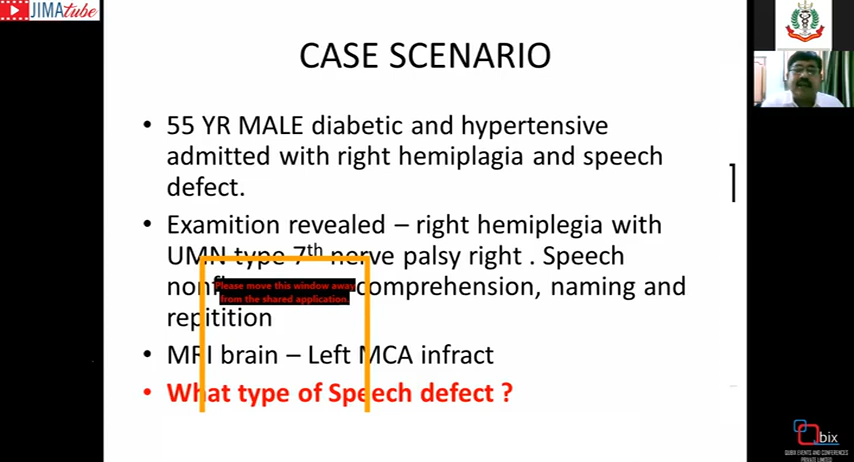 JIMAtube
CASE SCENARIO
• 55 YR MALE diabetic and hypertensive
admitted with right hemiplagia and speech
defect.
• Examition revealed – right hemiplegia with
UMN type 7th nerve palsy right . Speech
comprehension, naming and
Please move this window away
from the shared application.
repitition
• MRI brain – Left MCA infract
• What type of Speech defect ?
Qbix
QUBIX EVENTS AND CONFERENCES
PRIVATE LIMITED